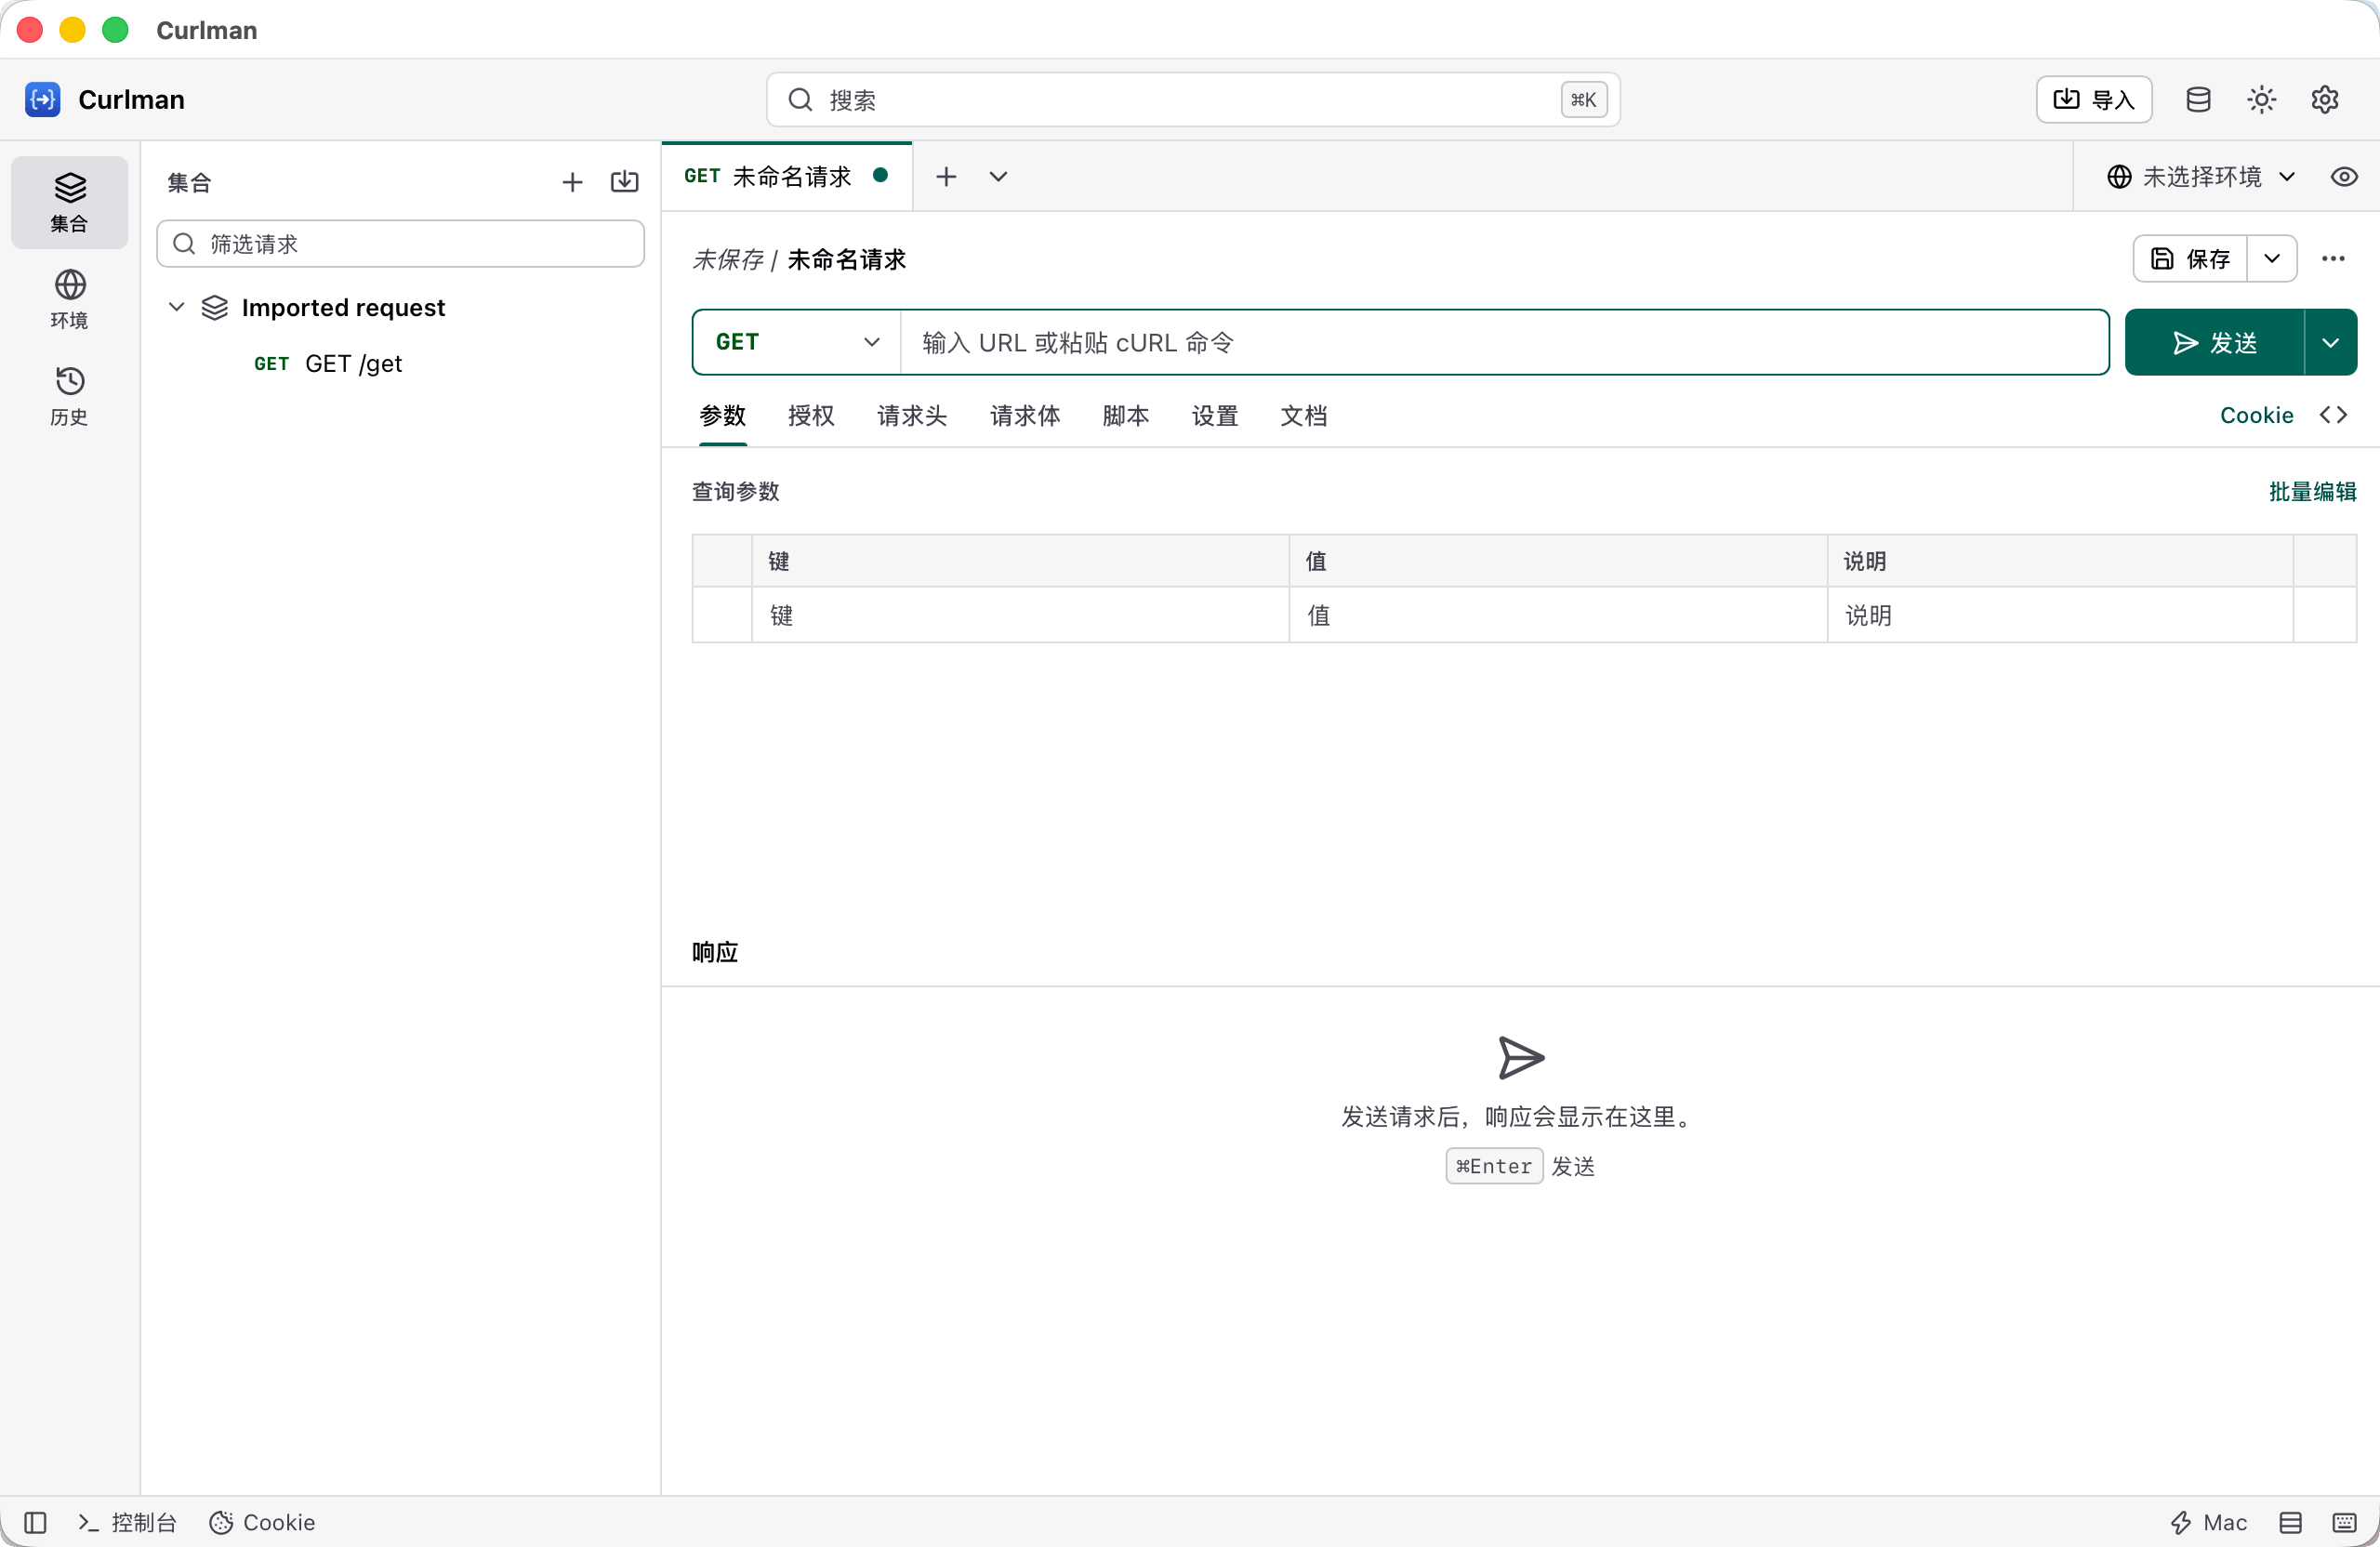 Curlman
Curlman
搜索
⌘K
导入
集合
环境
历史
集合
筛选请求
Imported request
GET GET /get
GET 未命名请求
未选择环境
未保存 / 未命名请求
保存
GET
输入 URL 或粘贴 cURL 命令
发送
参数 授权 请求头 请求体 脚本 设置 文档
Cookie
查询参数
批量编辑
键 值 说明
键 值 说明
响应
发送请求后，响应会显示在这里。
⌘Enter 发送
控制台
Cookie
Mac